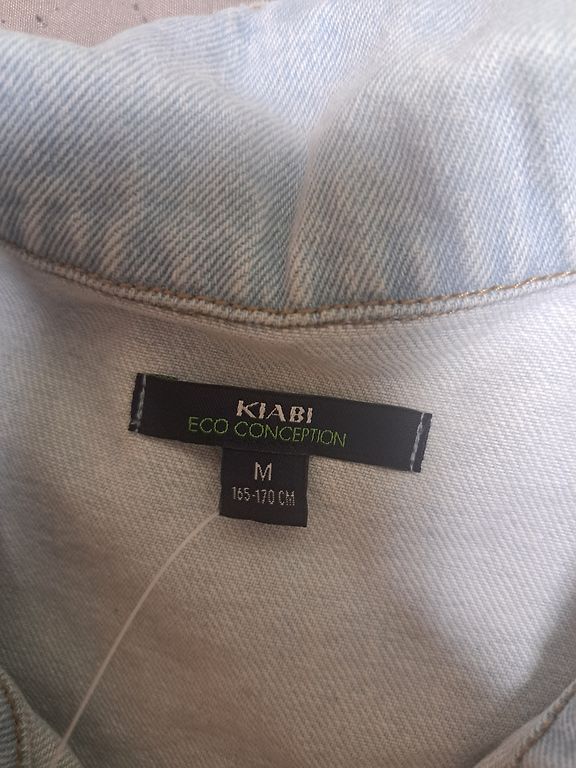 KIABI
ECO CONCEPTION
M
165-170 CM